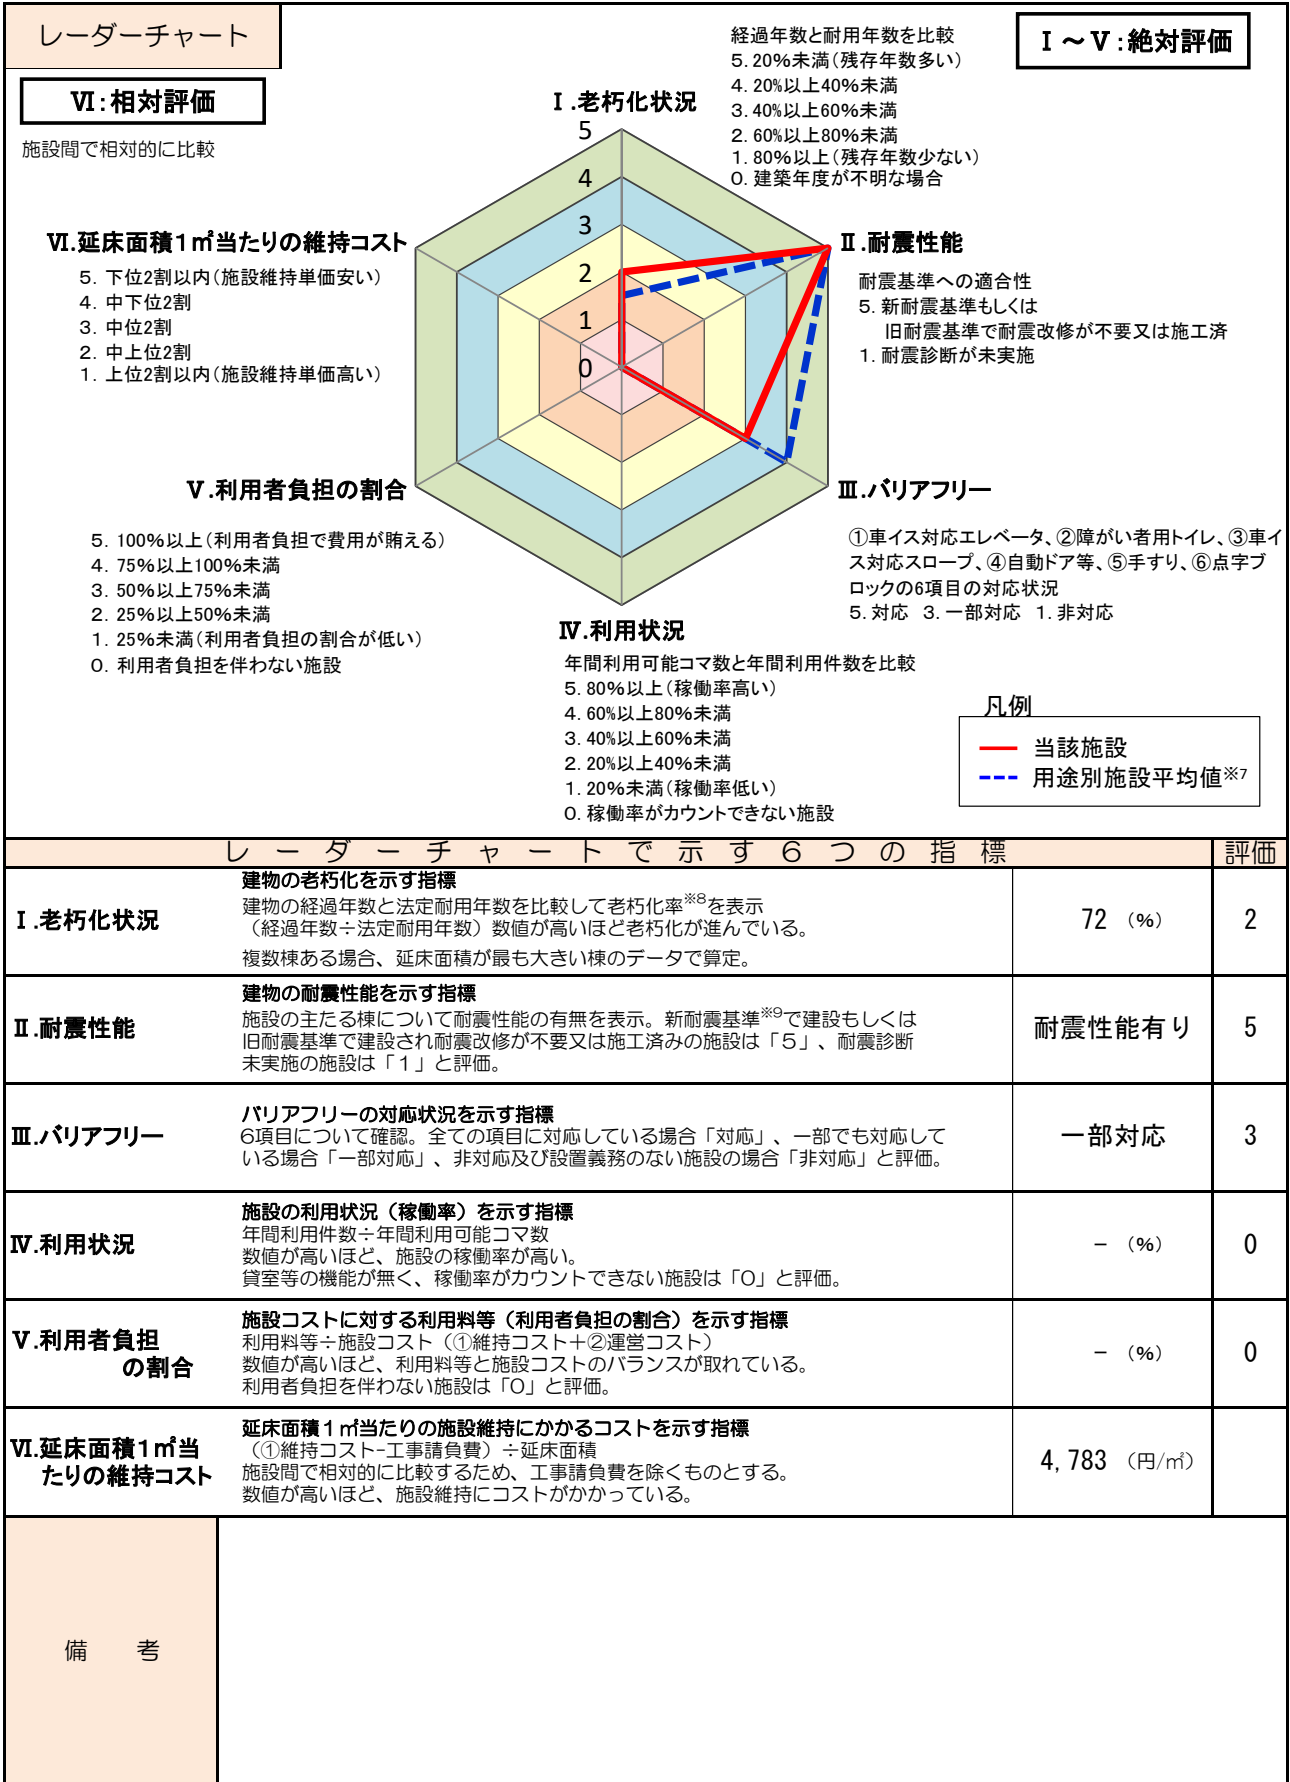 レーダーチャート
Ⅰ～Ⅴ:絶対評価
Ⅵ:相対評価
施設間で相対的に比較
Ⅰ.老朽化状況
経過年数と耐用年数を比較
5. 20%未満(残存年数多い)
4. 20%以上40%未満
3. 40%以上60%未満
2. 60%以上80%未満
1. 80%以上(残存年数少ない)
0. 建築年度が不明な場合
5
4
3
2
1
0
Ⅱ.耐震性能
耐震基準への適合性
5. 新耐震基準もしくは
旧耐震基準で耐震改修が不要又は施工済
1. 耐震診断が未実施
Ⅵ.延床面積1㎡当たりの維持コスト
5. 下位2割以内(施設維持単価安い)
4. 中下位2割
3. 中位2割
2. 中上位2割
1. 上位2割以内(施設維持単価高い)
Ⅲ.バリアフリー
①車イス対応エレベータ、②障がい者用トイレ、③車イ
ス対応スロープ、④自動ドア等、⑤手すり、⑥点字ブ
ロックの6項目の対応状況
5. 対応 3. 一部対応 1. 非対応
Ⅴ.利用者負担の割合
5. 100%以上(利用者負担で費用が賄える)
4. 75%以上100%未満
3. 50%以上75%未満
2. 25%以上50%未満
1. 25%未満(利用者負担の割合が低い)
0. 利用者負担を伴わない施設
Ⅳ.利用状況
年間利用可能コマ数と年間利用件数を比較
5. 80%以上(稼働率高い)
4. 60%以上80%未満
3. 40%以上60%未満
2. 20%以上40%未満
1. 20%未満(稼働率低い)
0. 稼働率がカウントできない施設
凡例
当該施設
用途別施設平均値※7
レーダーチャートで示す6つの指標 評価
Ⅰ.老朽化状況
建物の老朽化を示す指標
建物の経過年数と法定耐用年数を比較して老朽化率※8を表示
(経過年数÷法定耐用年数)数値が高いほど老朽化が進んでいる。
複数棟ある場合、延床面積が最も大きい棟のデータで算定。
72 (%) 2
Ⅱ.耐震性能
建物の耐震性能を示す指標
施設の主たる棟について耐震性能の有無を表示。新耐震基準※9で建設もしくは
旧耐震基準で建設され耐震改修が不要又は施工済みの施設は「5」、耐震診断
未実施の施設は「1」と評価。
耐震性能有り 5
Ⅲ.バリアフリー
バリアフリーの対応状況を示す指標
6項目について確認。全ての項目に対応している場合「対応」、一部でも対応して
いる場合「一部対応」、非対応及び設置義務のない施設の場合「非対応」と評価。
一部対応 3
Ⅳ.利用状況
施設の利用状況(稼働率)を示す指標
年間利用件数÷年間利用可能コマ数
数値が高いほど、施設の稼働率が高い。
貸室等の機能が無く、稼働率がカウントできない施設は「0」と評価。
- (%) 0
Ⅴ.利用者負担
の割合
施設コストに対する利用料等(利用者負担の割合)を示す指標
利用料等÷施設コスト(①維持コスト+②運営コスト)
数値が高いほど、利用料等と施設コストのバランスが取れている。
利用者負担を伴わない施設は「0」と評価。
- (%) 0
Ⅵ.延床面積1㎡当
たりの維持コスト
延床面積1㎡当たりの施設維持にかかるコストを示す指標
(①維持コスト-工事請負費)÷延床面積
施設間で相対的に比較するため、工事請負費を除くものとする。
数値が高いほど、施設維持にコストがかかっている。
4,783 (円/㎡)
備 考